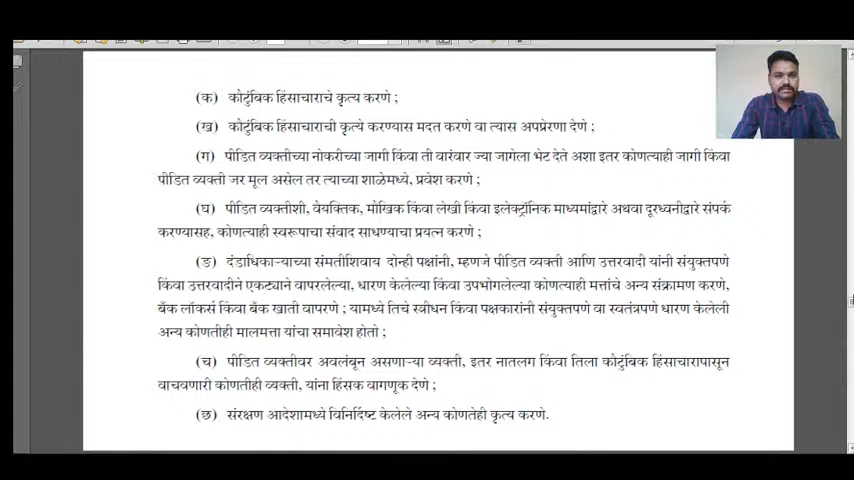 (क) कौटुंबिक हिंसाचाराचे कृत्य करणे ;
(ख) कौटुंबिक हिंसाचाराची कृत्ये करण्यास मदत करणे वा त्यास अपप्रेरणा देणे ;
(ग) पीडित व्यक्तीच्या नोकरीच्या जागी किंवा ती वारंवार ज्या जागेला भेट देते अशा इतर कोणत्याही जागी किंवा
पीडित व्यक्ती जर मूल असेल तर त्याच्या शाळेमध्ये, प्रवेश करणे ;
(घ) पीडित व्यक्तीशी, वैयक्तिक, मौखिक किंवा लेखी किंवा इलेक्ट्रॉनिक माध्यमांद्वारे अथवा दूरध्वनीद्वारे संपर्क
करण्यासह, कोणत्याही स्वरूपाचा संवाद साधण्याचा प्रयत्न करणे ;
(ङ) दंडाधिकाऱ्याच्या संमतीशिवाय दोन्ही पक्षांनी, म्हणजे पीडित व्यक्ती आणि उत्तरवादी यांनी संयुक्तपणे
किंवा उत्तरवादीने एकट्याने वापरलेल्या, धारण केलेल्या किंवा उपभोगलेल्या कोणत्याही मत्तांचे अन्य संक्रामण करणे,
बँक लॉकर्स किंवा बँक खाती वापरणे ; यामध्ये तिचे स्त्रीधन किंवा पक्षकारांनी संयुक्तपणे वा स्वतंत्रपणे धारण केलेली
अन्य कोणतीही मालमत्ता यांचा समावेश होतो ;
(च) पीडित व्यक्तीवर अवलंबून असणाऱ्या व्यक्ती, इतर नातलग किंवा तिला कौटुंबिक हिंसाचारापासून
वाचवणारी कोणतीही व्यक्ती, यांना हिंसक वागणूक देणे ;
(छ) संरक्षण आदेशामध्ये विनिर्दिष्ट केलेले अन्य कोणतेही कृत्य करणे.